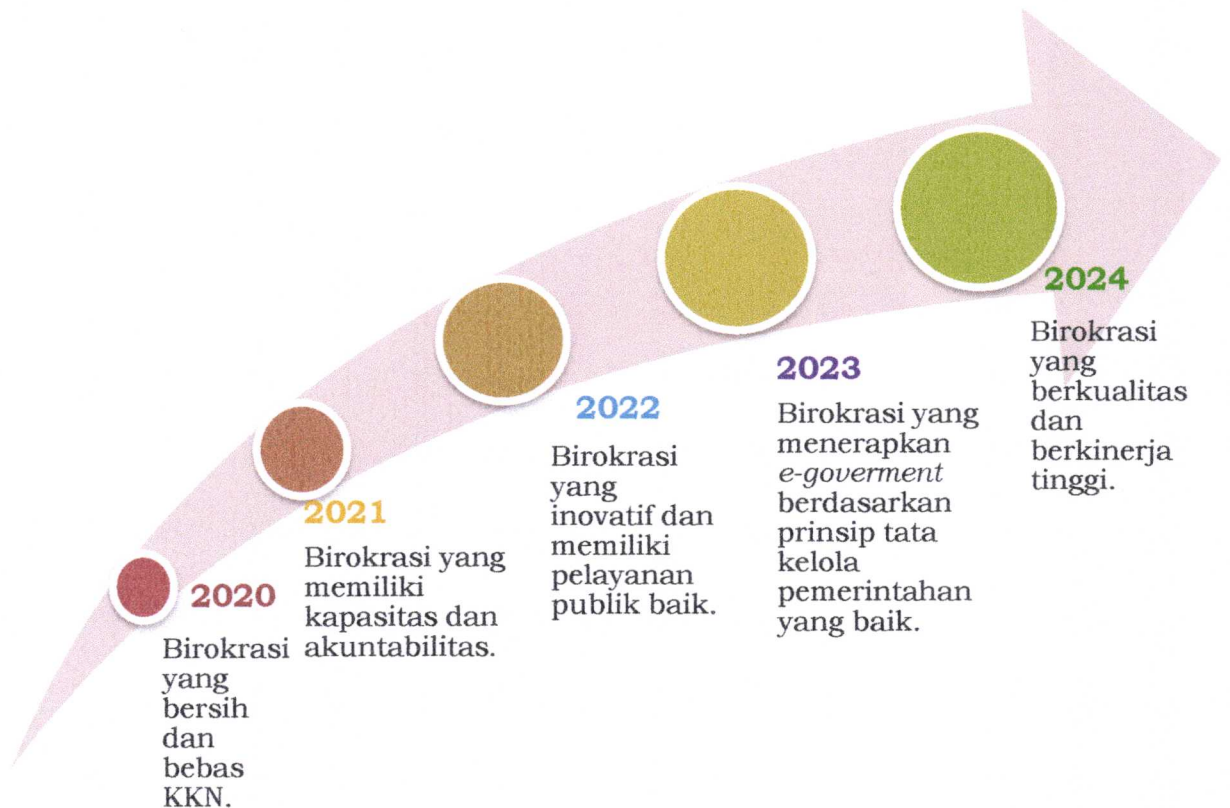 2020
Birokrasi
yang
bersih
dan
bebas
KKN.
2021
Birokrasi yang
memiliki
kapasitas dan
akuntabilitas.
2022
Birokrasi
yang
inovatif dan
memiliki
pelayanan
publik baik.
2023
Birokrasi yang
menerapkan
e-goverment
berdasarkan
prinsip tata
kelola
pemerintahan
yang baik.
2024
Birokrasi
yang
berkualitas
dan
berkinerja
tinggi.